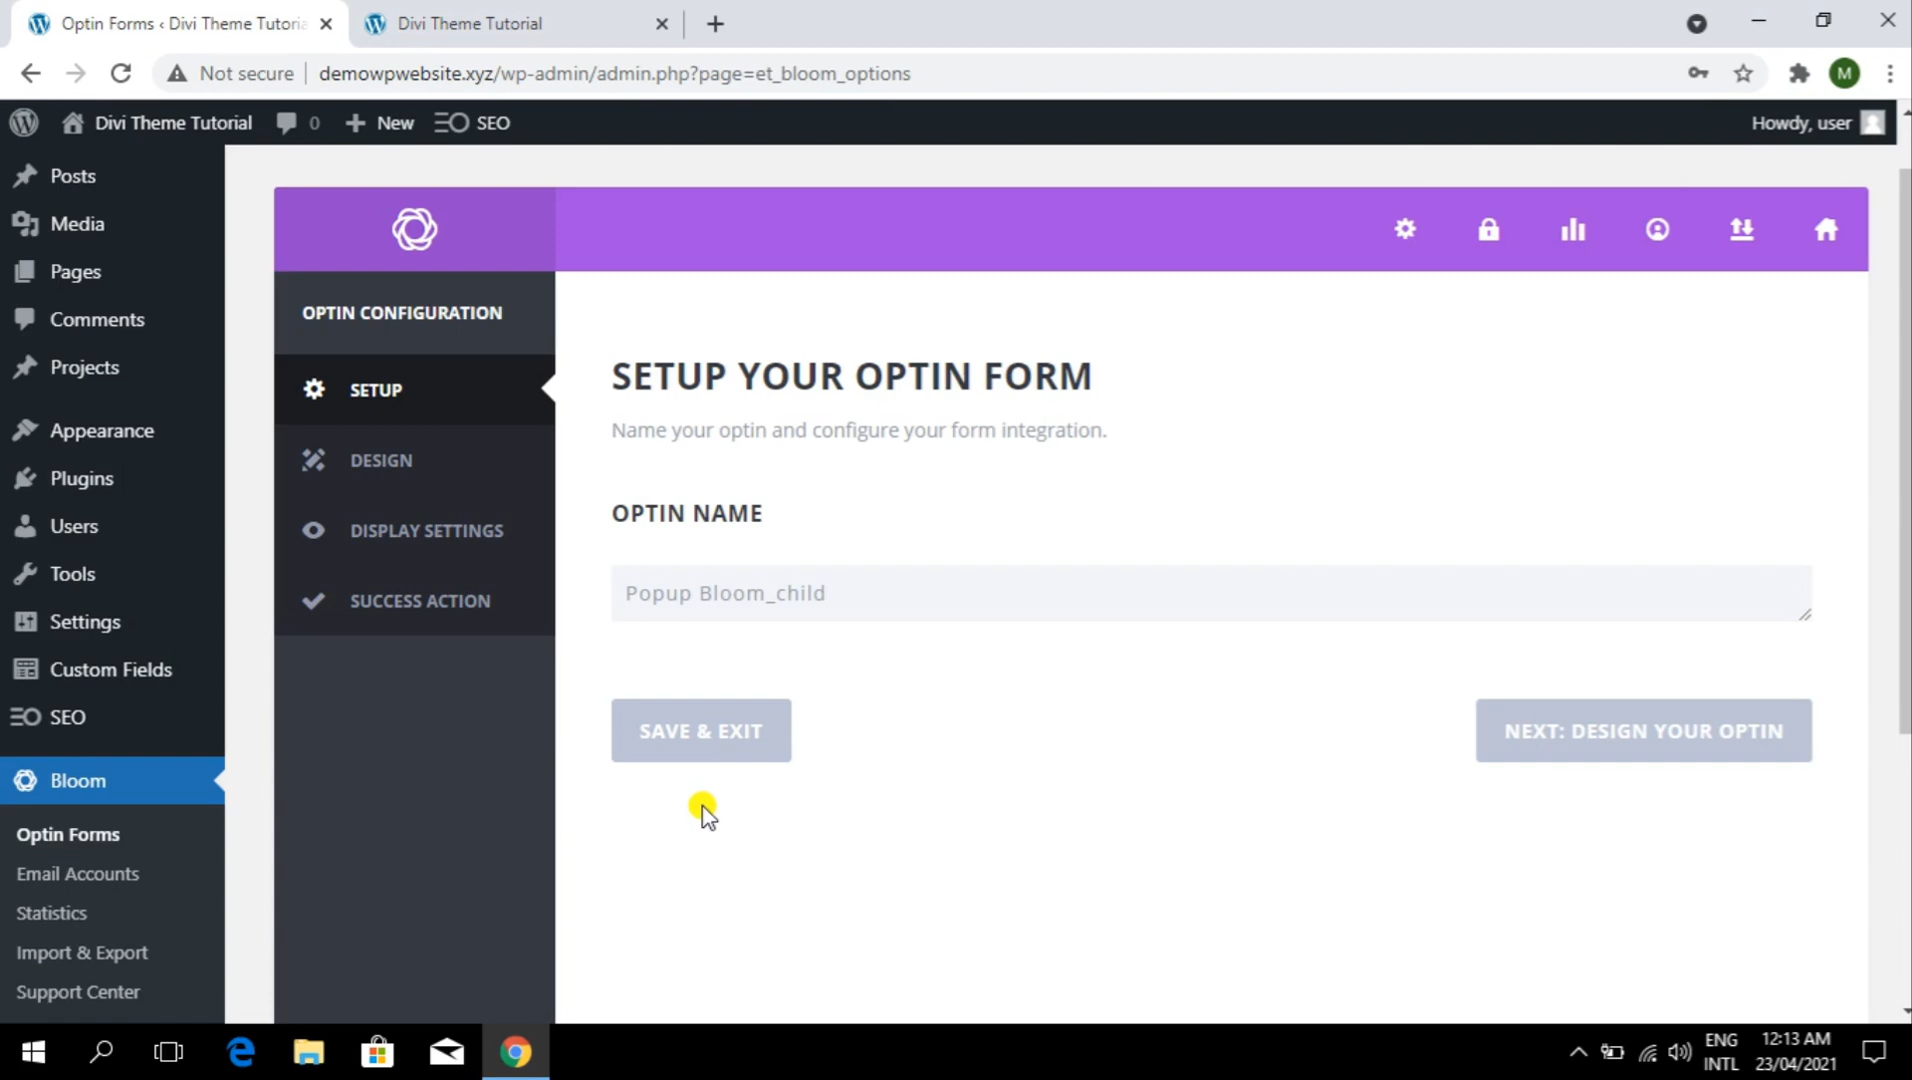 Optin Forms ‹ Divi Theme Tutoria
Divi Theme Tutorial
Not secure
demowpwebsite.xyz/wp-admin/admin.php?page=et_bloom_options
M
Divi Theme Tutorial
0
New
SEO
Howdy, user
Posts
Media
Pages
Comments
Projects
Appearance
Plugins
Users
Tools
Settings
Custom Fields
SEO
Bloom
Optin Forms
Email Accounts
Statistics
Import & Export
Support Center
OPTIN CONFIGURATION
SETUP
DESIGN
DISPLAY SETTINGS
SUCCESS ACTION
SETUP YOUR OPTIN FORM
Name your optin and configure your form integration.
OPTIN NAME
Popup Bloom_child
SAVE & EXIT
NEXT: DESIGN YOUR OPTIN
ENG
INTL
12:13 AM
23/04/2021